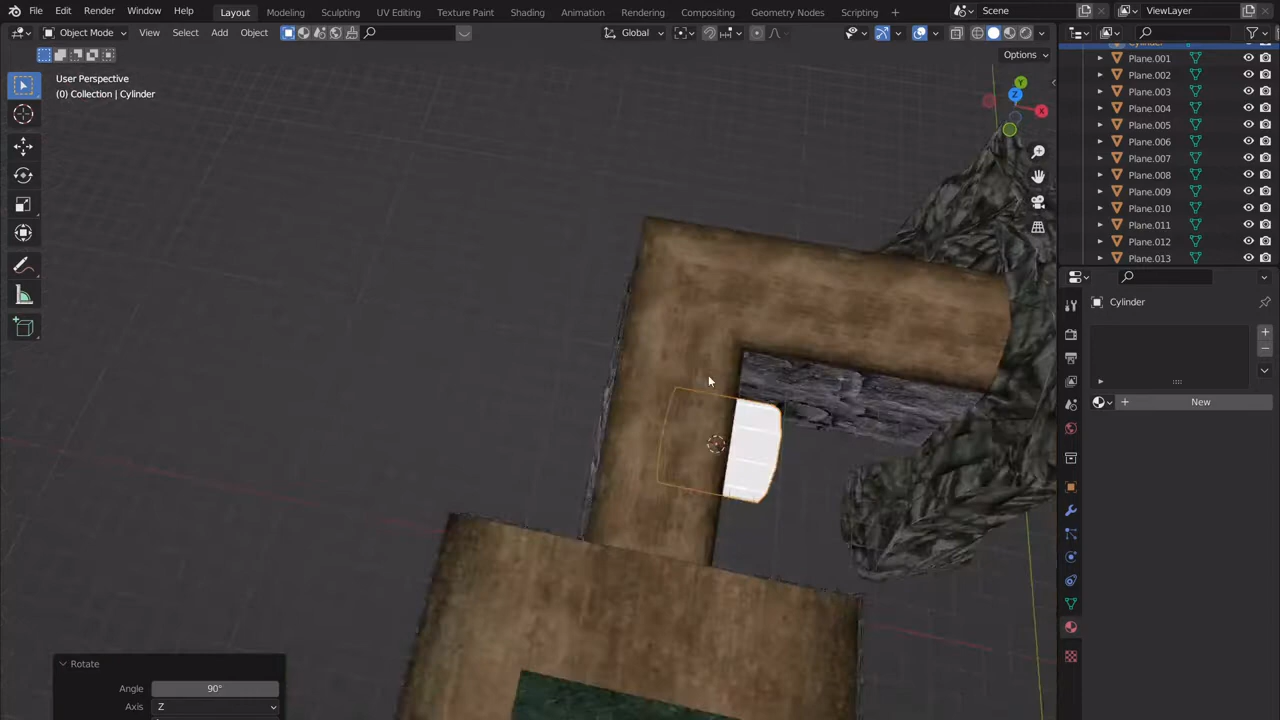 File Edit Render Window Help Layout Modeling Sculpting UV Editing Texture Paint Shading Animation Rendering Compositing Geometry Nodes Scripting + Scene ViewLayer
Object Mode View Select Add Object Global
Options
User Perspective
(0) Collection | Cylinder
Y
Z
X
Plane.001
Plane.002
Plane.003
Plane.004
Plane.005
Plane.006
Plane.007
Plane.008
Plane.009
Plane.010
Plane.011
Plane.012
Plane.013
Cylinder
+ New
Rotate
Angle 90°
Axis Z